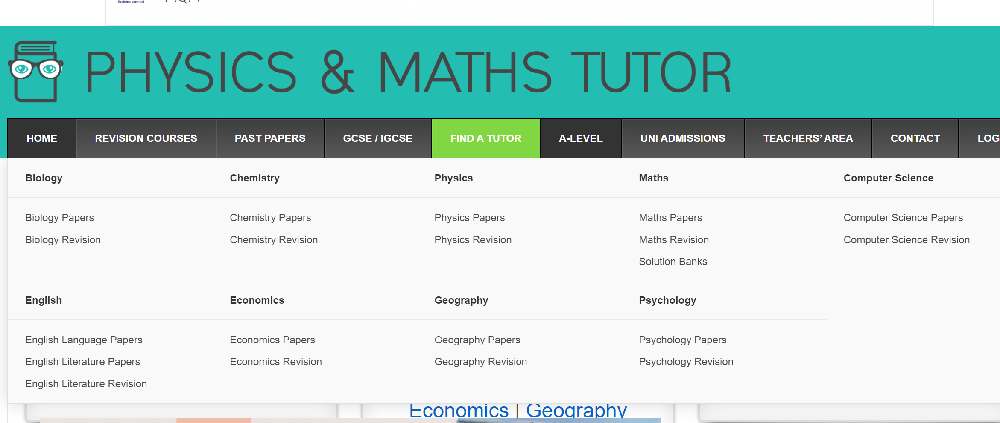 Realising potential
AQA
PHYSICS & MATHS TUTOR
HOME REVISION COURSES PAST PAPERS GCSE / IGCSE FIND A TUTOR A-LEVEL UNI ADMISSIONS TEACHERS’ AREA CONTACT LOG
Biology Chemistry Physics Maths Computer Science
Biology Papers Chemistry Papers Physics Papers Maths Papers Computer Science Papers
Biology Revision Chemistry Revision Physics Revision Maths Revision Computer Science Revision
Solution Banks
English Economics Geography Psychology
English Language Papers Economics Papers Geography Papers Psychology Papers
English Literature Papers Economics Revision Geography Revision Psychology Revision
English Literature Revision
Economics | Geography